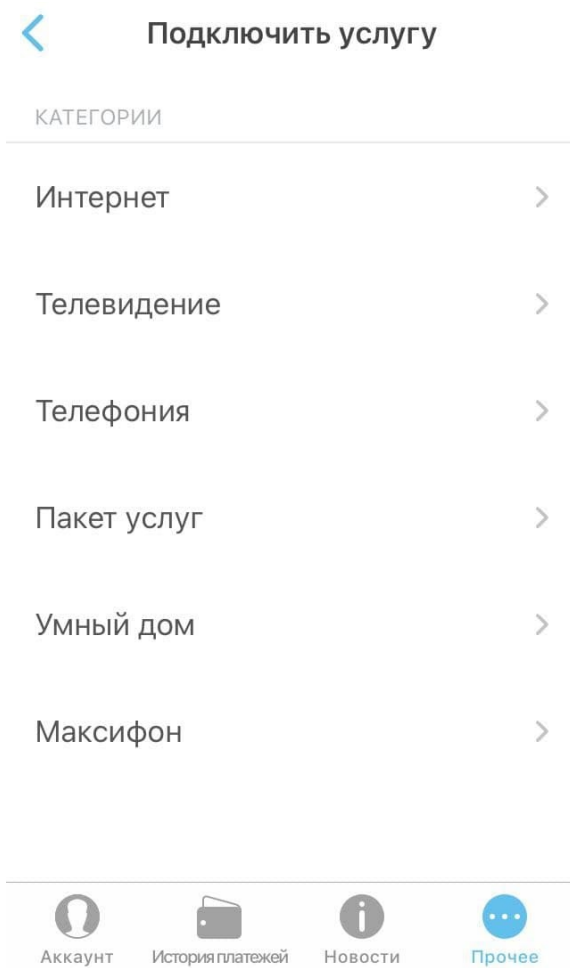 Подключить услугу
КАТЕГОРИИ
Интернет
Телевидение
Телефония
Пакет услуг
Умный дом
Максифон
Аккаунт История платежей Новости Прочее